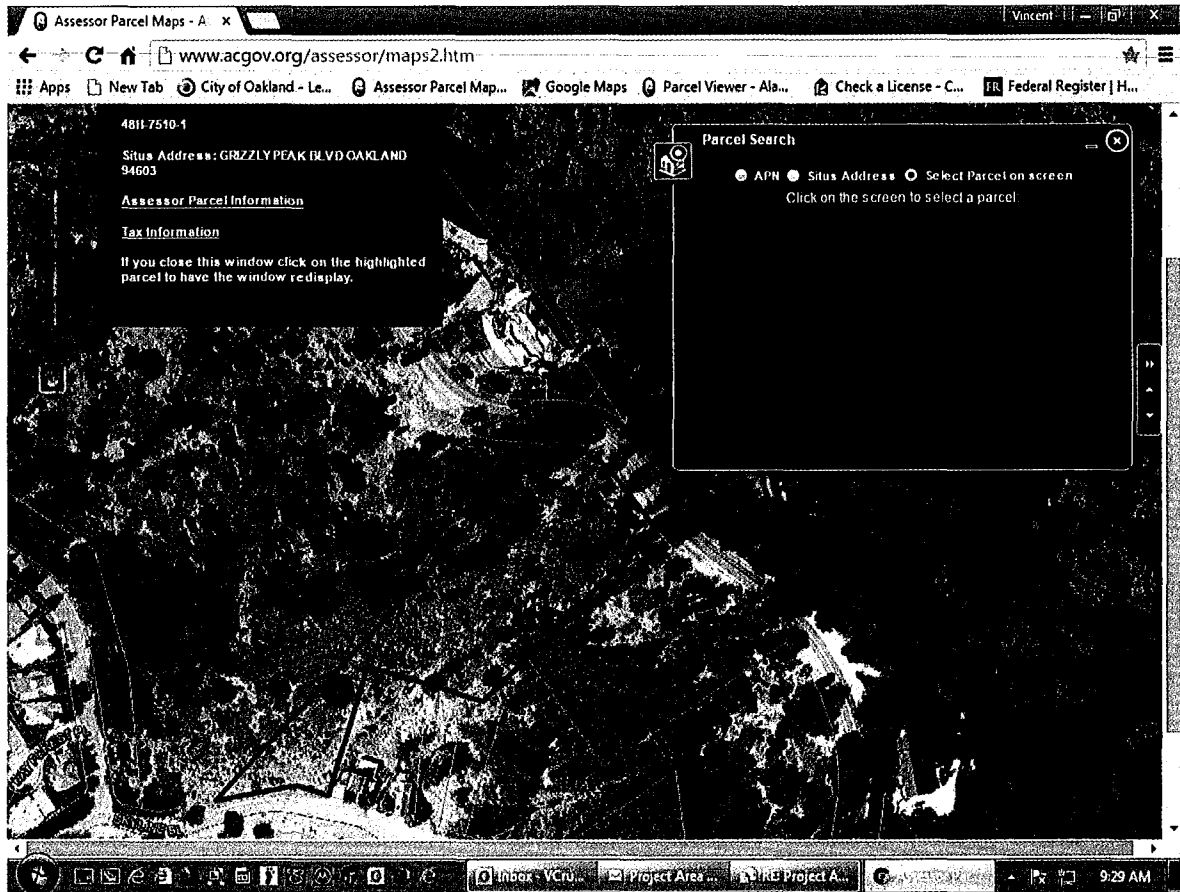 Assessor Parcel Maps - A
Vincent
www.acgov.org/assessor/maps2.htm
Apps
New Tab
City of Oakland - Le...
Assessor Parcel Map...
Google Maps
Parcel Viewer - Ala...
Check a License - C...
FR Federal Register | H...
48H-7510-1
Situs Address: GRIZZLY PEAK BLVD OAKLAND
94603
Assessor Parcel Information
Tax Information
If you close this window click on the highlighted
parcel to have the window redisplay.
Parcel Search
APN
Situs Address
Select Parcel on screen
Click on the screen to select a parcel.
Inbox - VCru...
Project Area ...
RE: Project A...
9:29 AM